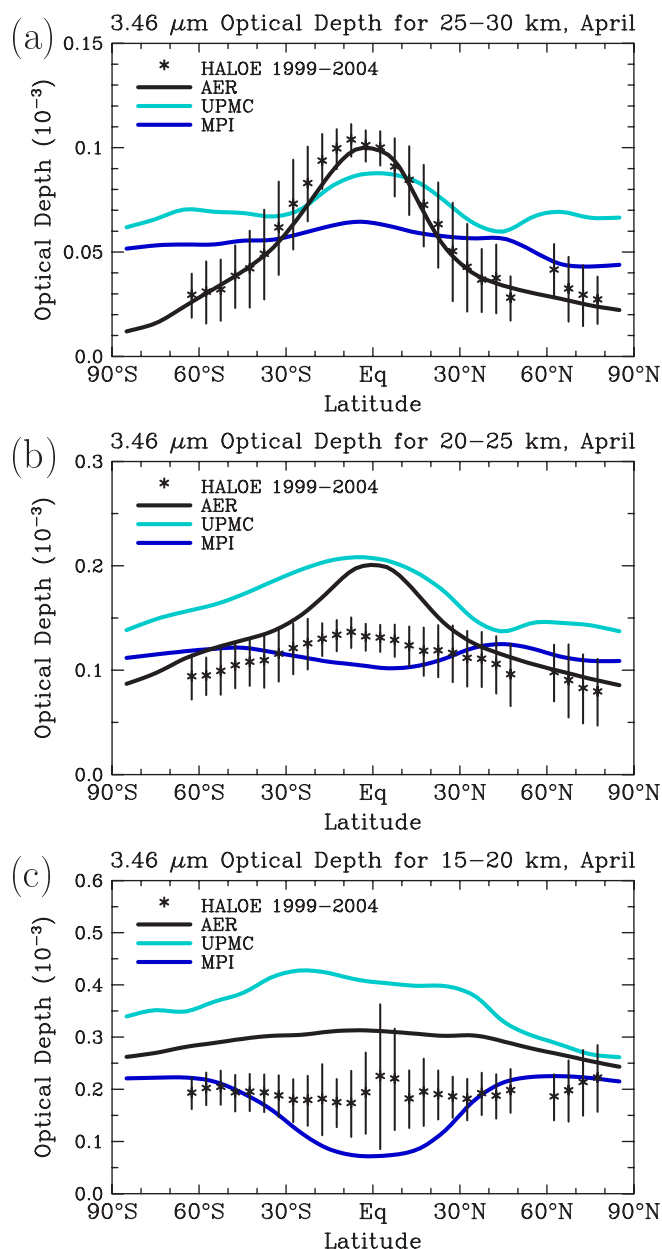 (a)
3.46 μm Optical Depth for 25−30 km, April
0.15
0.1
0.05
0.0
Optical Depth (10⁻³)
* HALOE 1999−2004
AER
UPMC
MPI
90°S 60°S 30°S Eq 30°N 60°N 90°N
Latitude
(b)
3.46 μm Optical Depth for 20−25 km, April
0.3
0.2
0.1
0.0
Optical Depth (10⁻³)
* HALOE 1999−2004
AER
UPMC
MPI
90°S 60°S 30°S Eq 30°N 60°N 90°N
Latitude
(c)
3.46 μm Optical Depth for 15−20 km, April
0.6
0.5
0.4
0.3
0.2
0.1
0.0
Optical Depth (10⁻³)
* HALOE 1999−2004
AER
UPMC
MPI
90°S 60°S 30°S Eq 30°N 60°N 90°N
Latitude